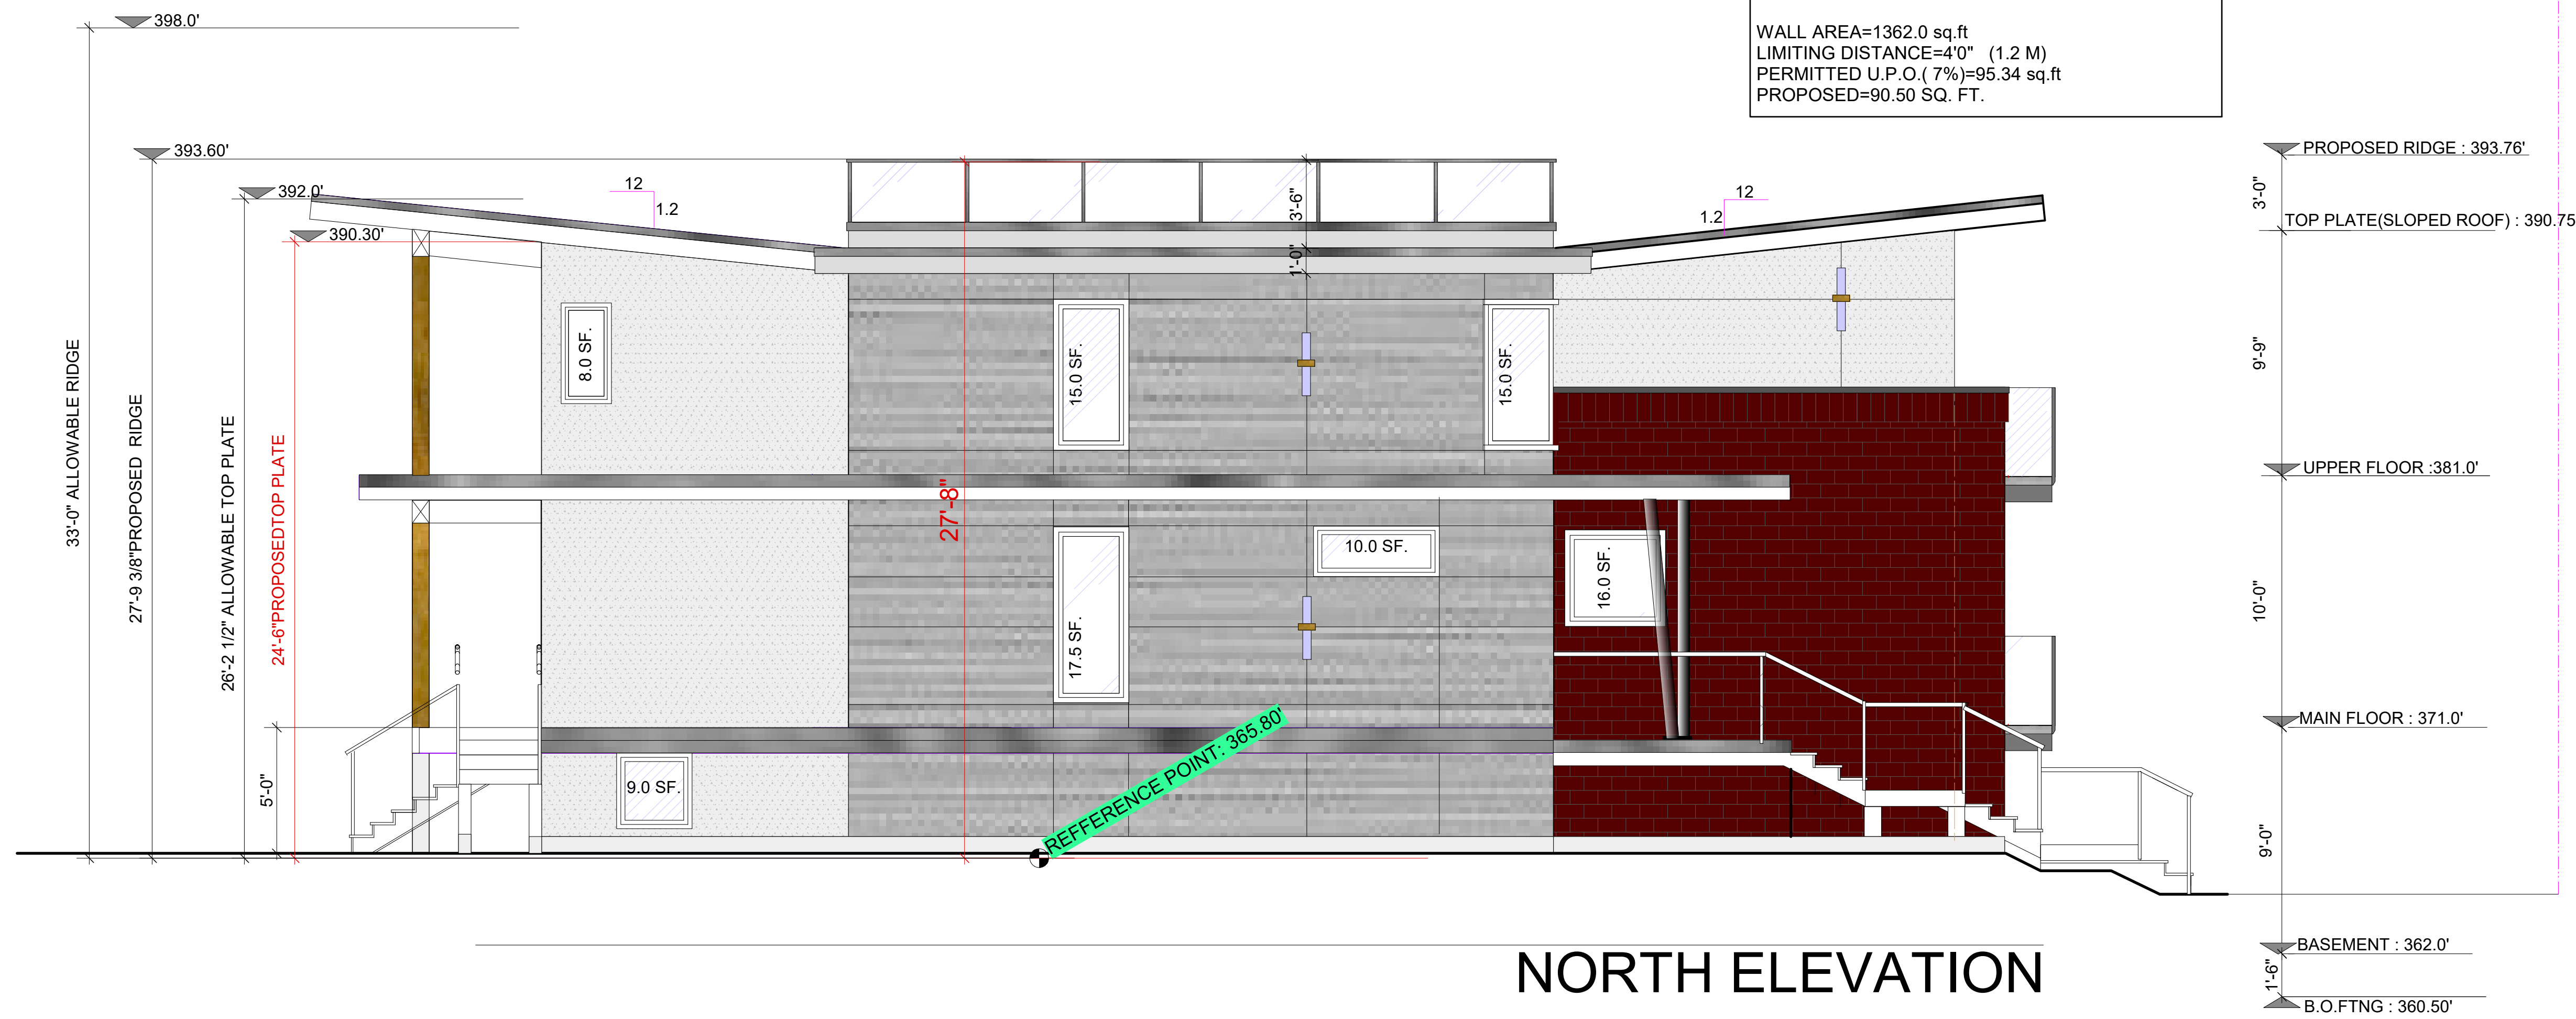 398.0'
WALL AREA=1362.0 sq.ft
LIMITING DISTANCE=4'0" (1.2 M)
PERMITTED U.P.O.( 7%)=95.34 sq.ft
PROPOSED=90.50 SQ. FT.
393.60'
PROPOSED RIDGE : 393.76'
392.0'
12
1.2
12
1.2
3'-6"
3'-0"
TOP PLATE(SLOPED ROOF) : 390.75
390.30'
1'-0"
8.0 SF.
15.0 SF.
15.0 SF.
9'-9"
33'-0" ALLOWABLE RIDGE
27'-9 3/8"PROPOSED RIDGE
26'-2 1/2" ALLOWABLE TOP PLATE
24'-6"PROPOSEDTOP PLATE
UPPER FLOOR :381.0'
27'-8"
10.0 SF.
17.5 SF.
16.0 SF.
10'-0"
MAIN FLOOR : 371.0'
5'-0"
9.0 SF.
REFFERENCE POINT: 365.80'
9'-0"
NORTH ELEVATION
BASEMENT : 362.0'
1'-6"
B.O.FTNG : 360.50'